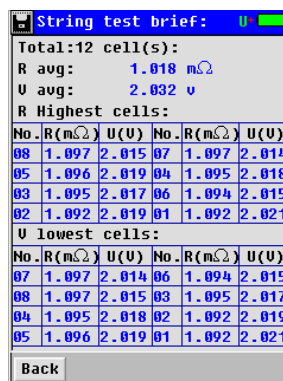 String test brief: U+
Total:12 cell(s):
R avg: 1.018 mΩ
U avg: 2.032 v
R Highest cells:
No. R(mΩ) U(V) No. R(mΩ) U(V)
08 1.097 2.015 07 1.097 2.014
05 1.096 2.019 04 1.095 2.018
03 1.095 2.017 06 1.094 2.015
02 1.092 2.019 01 1.092 2.021
U lowest cells:
No. R(mΩ) U(V) No. R(mΩ) U(V)
07 1.097 2.014 06 1.094 2.015
08 1.097 2.015 03 1.095 2.017
04 1.095 2.018 02 1.092 2.019
05 1.096 2.019 01 1.092 2.021
Back